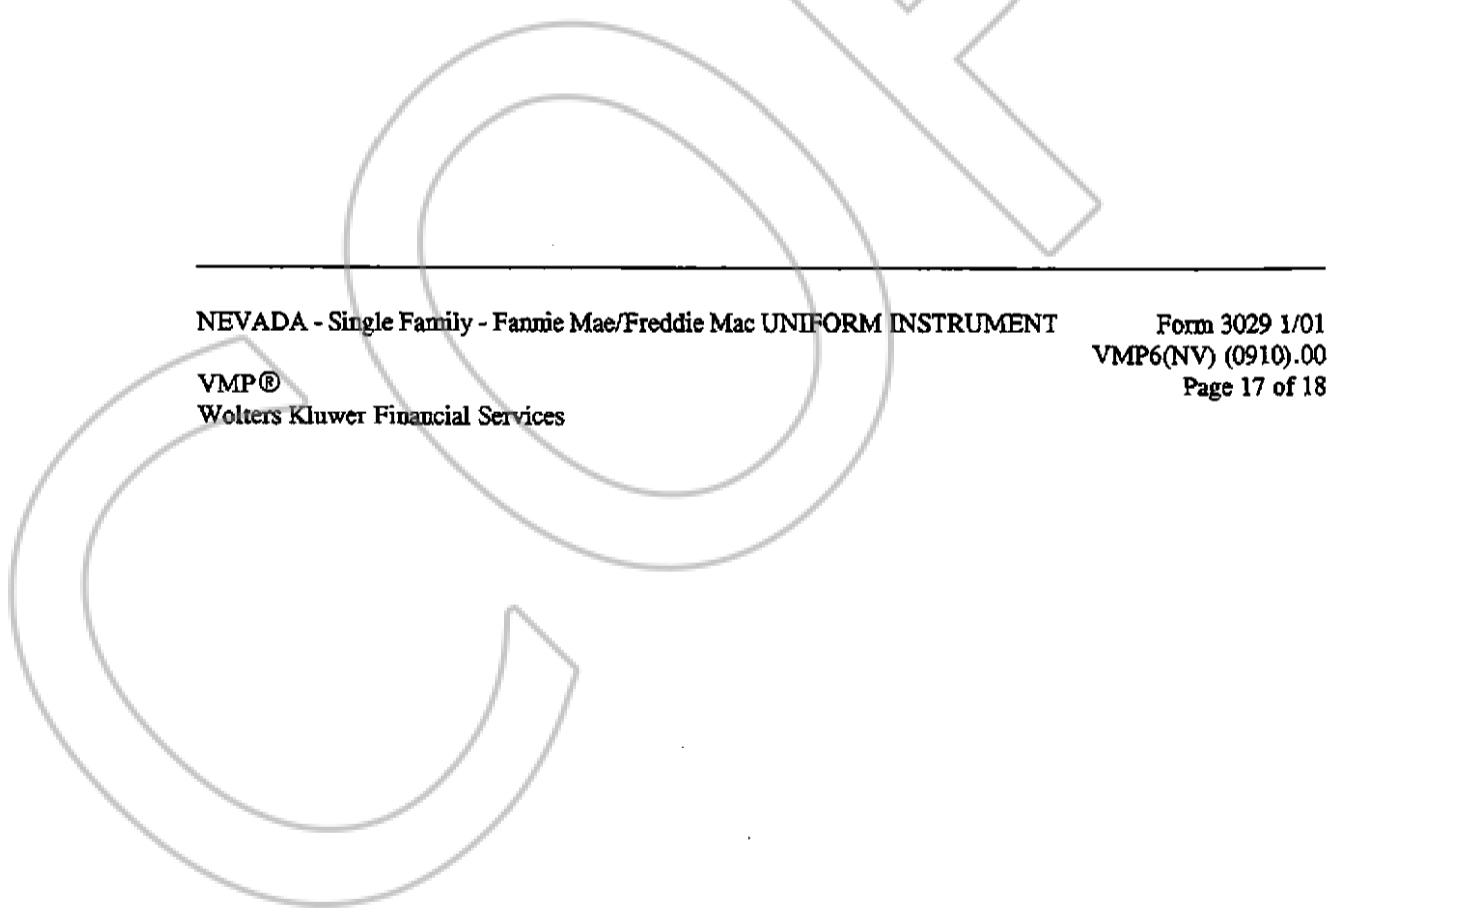 NEVADA - Single Family - Fannie Mae/Freddie Mac UNIFORM INSTRUMENT Form 3029 1/01
VMP6(NV) (0910).00
VMP® Page 17 of 18
Wolters Kluwer Financial Services
COP